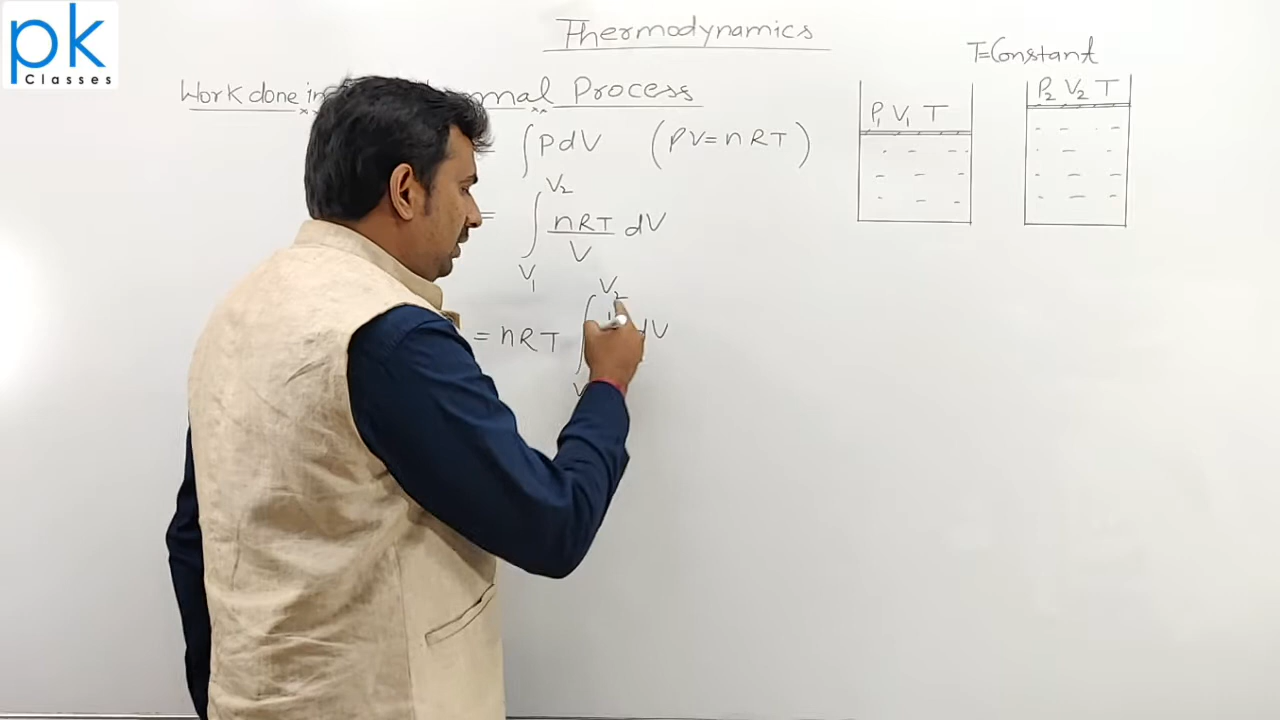 pk
Classes
Thermodynamics
T=Constant
Work done in Process
P₁ V₁ T
P₂ V₂ T
= ∫PdV (PV=nRT)
= ∫ V₁ V₂ nRT/V dV
= nRT ∫ V₂ dV